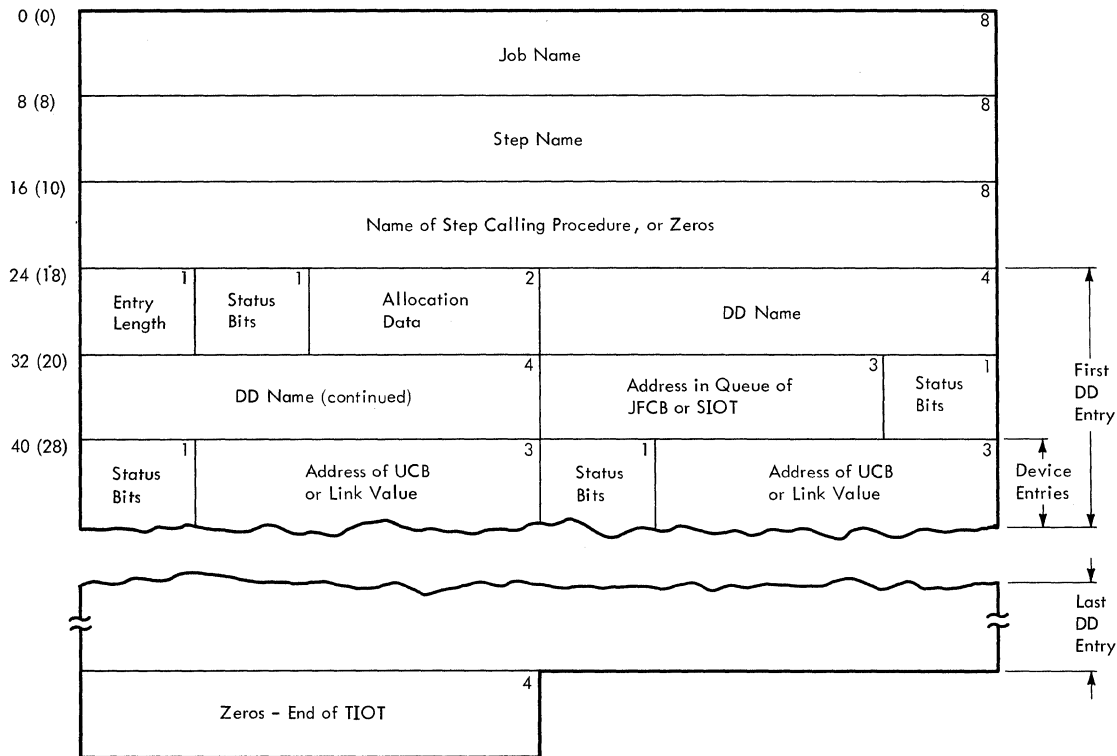 0 (0)
8
Job Name
8 (8)
8
Step Name
16 (10)
8
Name of Step Calling Procedure, or Zeros
24 (18)
1
Entry
Length
1
Status
Bits
2
Allocation
Data
4
DD Name
32 (20)
4
DD Name (continued)
3
Address in Queue of
JFCB or SIOT
1
Status
Bits
First
DD
Entry
40 (28)
1
Status
Bits
3
Address of UCB
or Link Value
1
Status
Bits
3
Address of UCB
or Link Value
Device
Entries
Last
DD
Entry
4
Zeros - End of TIOT